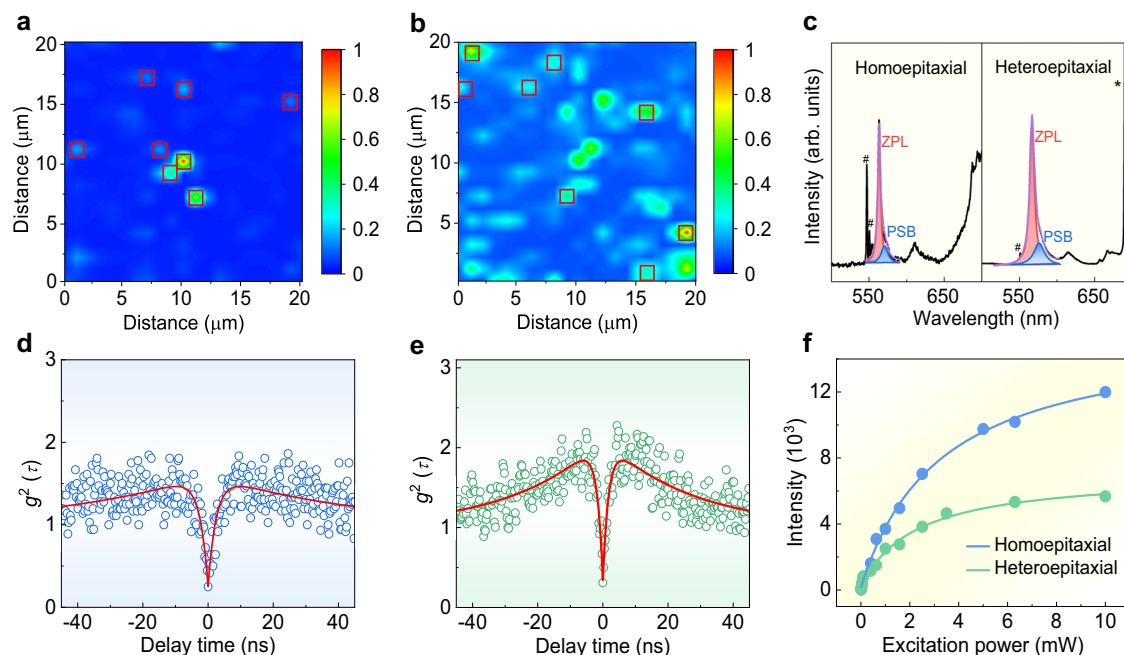 a
20
15
10
5
0
0
5
10
15
20
Distance (μm)
Distance (μm)
1
0.8
0.6
0.4
0.2
0
b
20
15
10
5
0
5
10
15
20
Distance (μm)
Distance (μm)
1
0.8
0.6
0.4
0.2
0
c
Homoepitaxial
Heteroepitaxial
*
ZPL
ZPL
#
#
#
PSB
PSB
Intensity (arb. units)
550
650
550
650
Wavelength (nm)
d
3
2
1
0
g² (τ)
-40
-20
0
20
40
Delay time (ns)
e
3
2
1
0
g² (τ)
-40
-20
0
20
40
Delay time (ns)
f
12
8
4
0
Intensity (10³)
Homoepitaxial
Heteroepitaxial
0
2
4
6
8
10
Excitation power (mW)